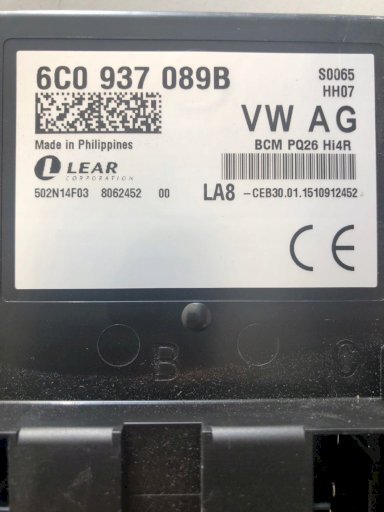 6C0 937 089B
S0065
HH07
VW AG
Made in Philippines
BCM PQ26 Hi4R
LEAR
CORPORATION
502N14F03 8062452 00
LA8 -CEB30.01.1510912452
CE
B
C